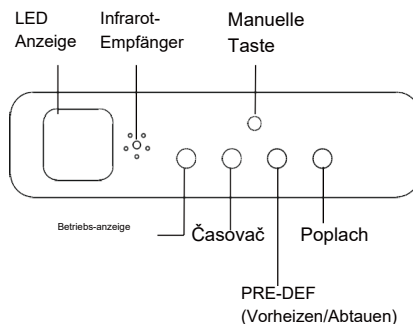 LED
Anzeige
Infrarot-
Empfänger
Manuelle
Taste
Betriebs-anzeige
Časovač
Poplach
PRE-DEF
(Vorheizen/Abtauen)